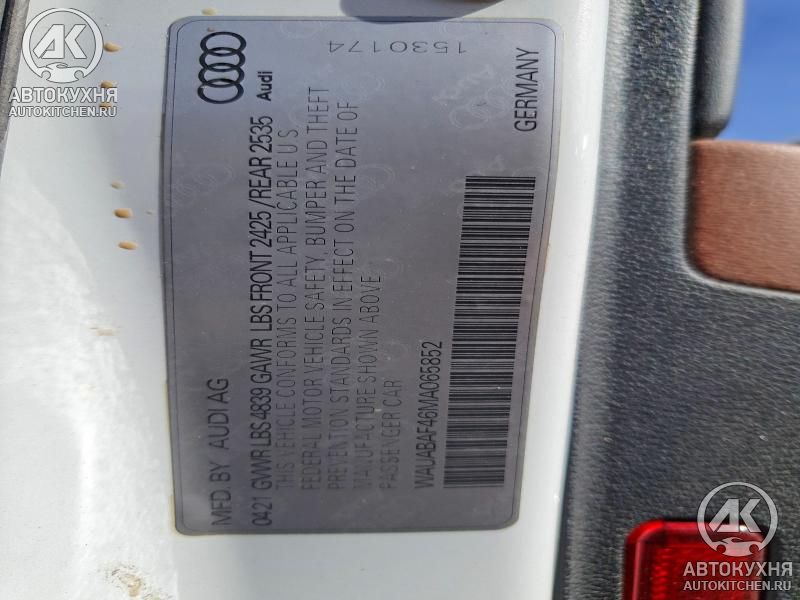 АВТОКУХНЯ
AUTOKITCHEN.RU
MFD. BY AUDI AG
0421 GVWR LBS 4839 GAWR LBS FRONT 2425 / REAR 2535
THIS VEHICLE CONFORMS TO ALL APPLICABLE U.S.
FEDERAL MOTOR VEHICLE SAFETY, BUMPER AND THEFT
PREVENTION STANDARDS IN EFFECT ON THE DATE OF
MANUFACTURE SHOWN ABOVE.
PASSENGER CAR
WAUABAF46MA065852
GERMANY
Audi
1530174
АВТОКУХНЯ
AUTOKITCHEN.RU